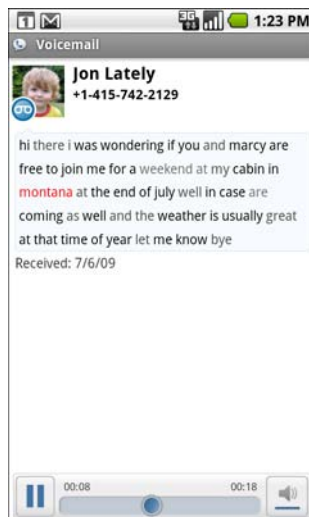 1
3G
1:23 PM
Voicemail
Jon Lately
+1-415-742-2129
hi there i was wondering if you and marcy are
free to join me for a weekend at my cabin in
montana at the end of july well in case are
coming as well and the weather is usually great
at that time of year let me know bye
Received: 7/6/09
00:08 00:18